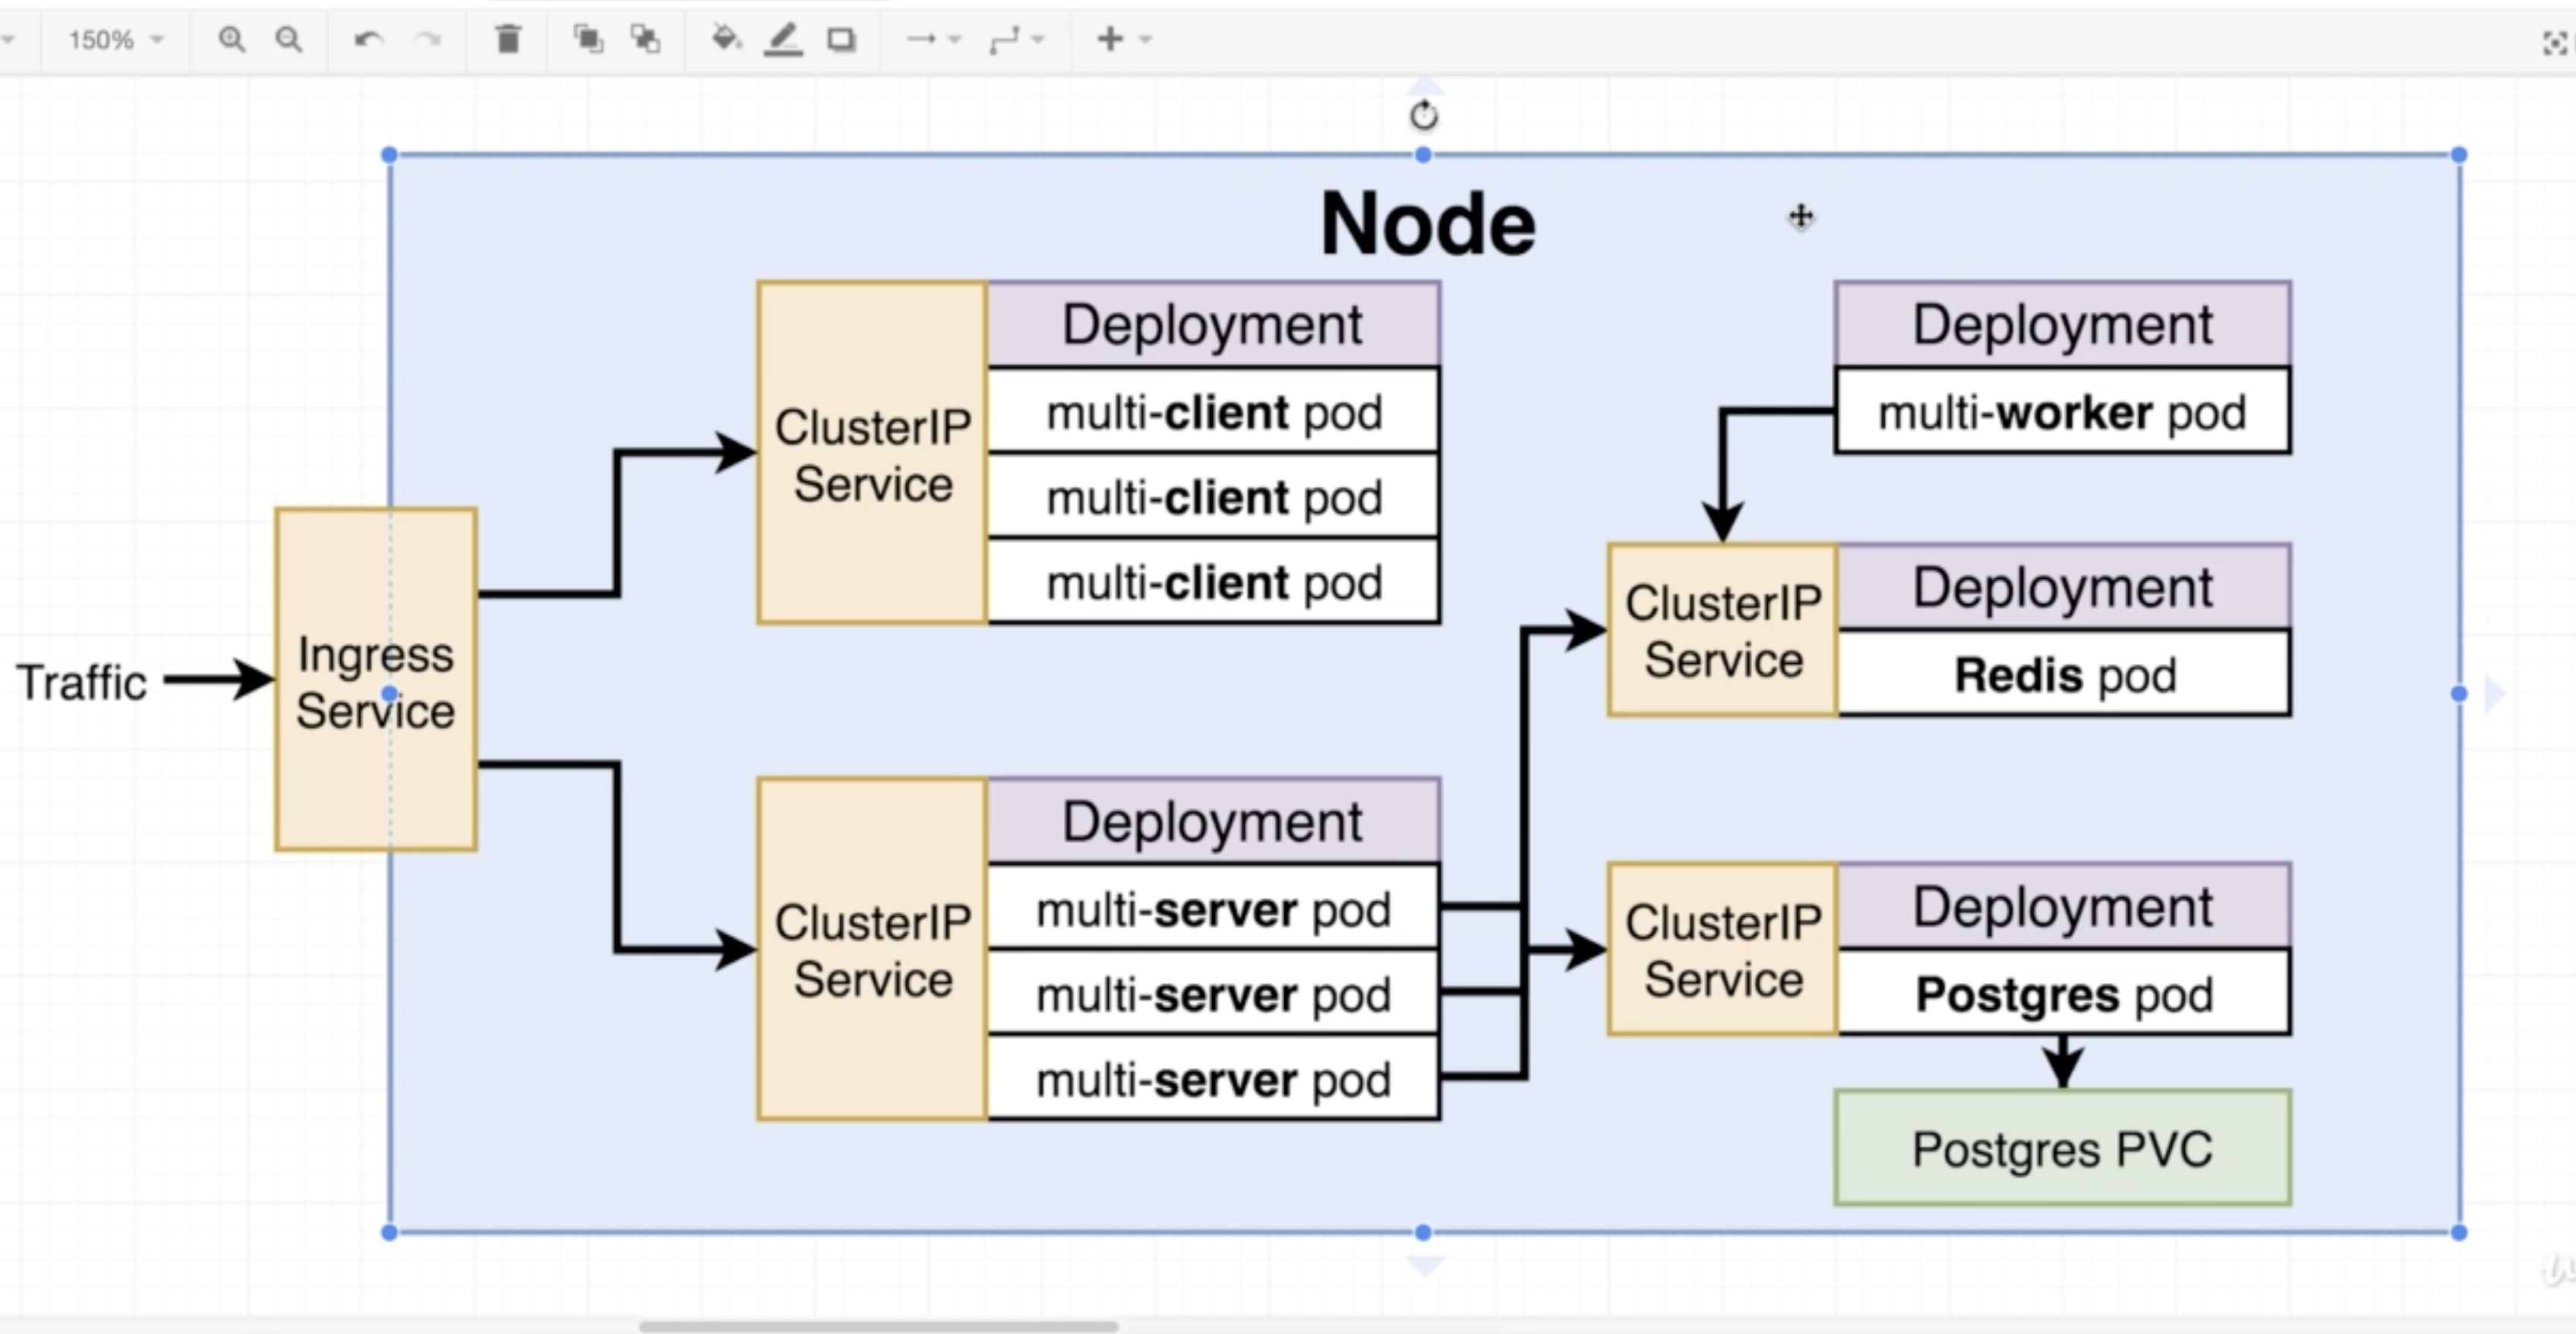 150%
Node
Traffic
Ingress
Service
ClusterIP
Service
Deployment
multi-client pod
multi-client pod
multi-client pod
ClusterIP
Service
Deployment
multi-server pod
multi-server pod
multi-server pod
Deployment
multi-worker pod
ClusterIP
Service
Deployment
Redis pod
ClusterIP
Service
Deployment
Postgres pod
Postgres PVC